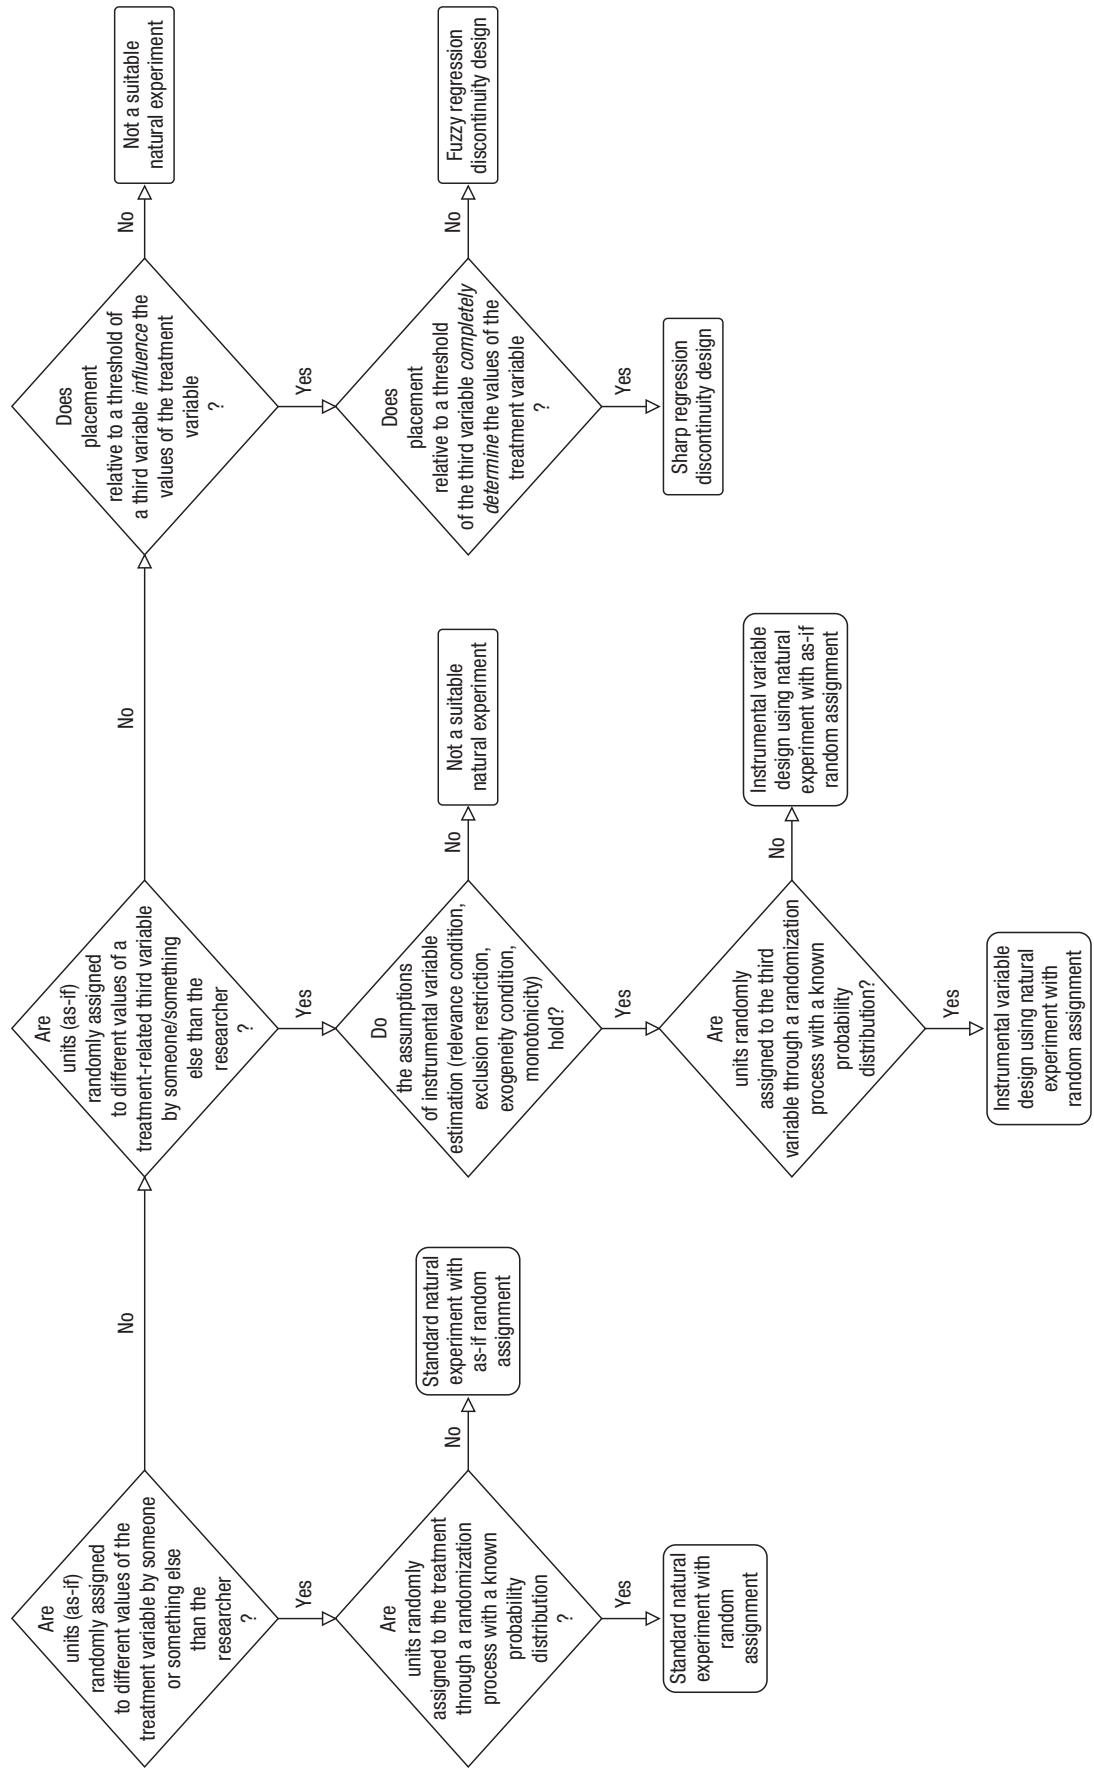 Are
units (as-if)
randomly assigned
to different values of the
treatment variable by someone
or something else
than the
researcher
?
No
Yes
Are
units randomly
assigned to the treatment
through a randomization
process with a known
probability
distribution
?
No
Standard natural
experiment with
as-if random
assignment
Yes
Standard natural
experiment with
random
assignment
Are
units (as-if)
randomly assigned
to different values of a
treatment-related third variable
by someone/something
else than the
researcher
?
No
Yes
Do
the assumptions
of instrumental variable
estimation (relevance condition,
exclusion restriction,
exogeneity condition,
monotonicity)
hold?
No
Not a suitable
natural experiment
Yes
Are
units randomly
assigned to the third
variable through a randomization
process with a known
probability
distribution?
No
Instrumental variable
design using natural
experiment with as-if
random assignment
Yes
Instrumental variable
design using natural
experiment with
random assignment
Does
placement
relative to a threshold of
a third variable influence the
values of the treatment
variable
?
No
Not a suitable
natural experiment
Yes
Does
placement
relative to a threshold
of the third variable completely
determine the values of the
treatment variable
?
No
Fuzzy regression
discontinuity design
Yes
Sharp regression
discontinuity design